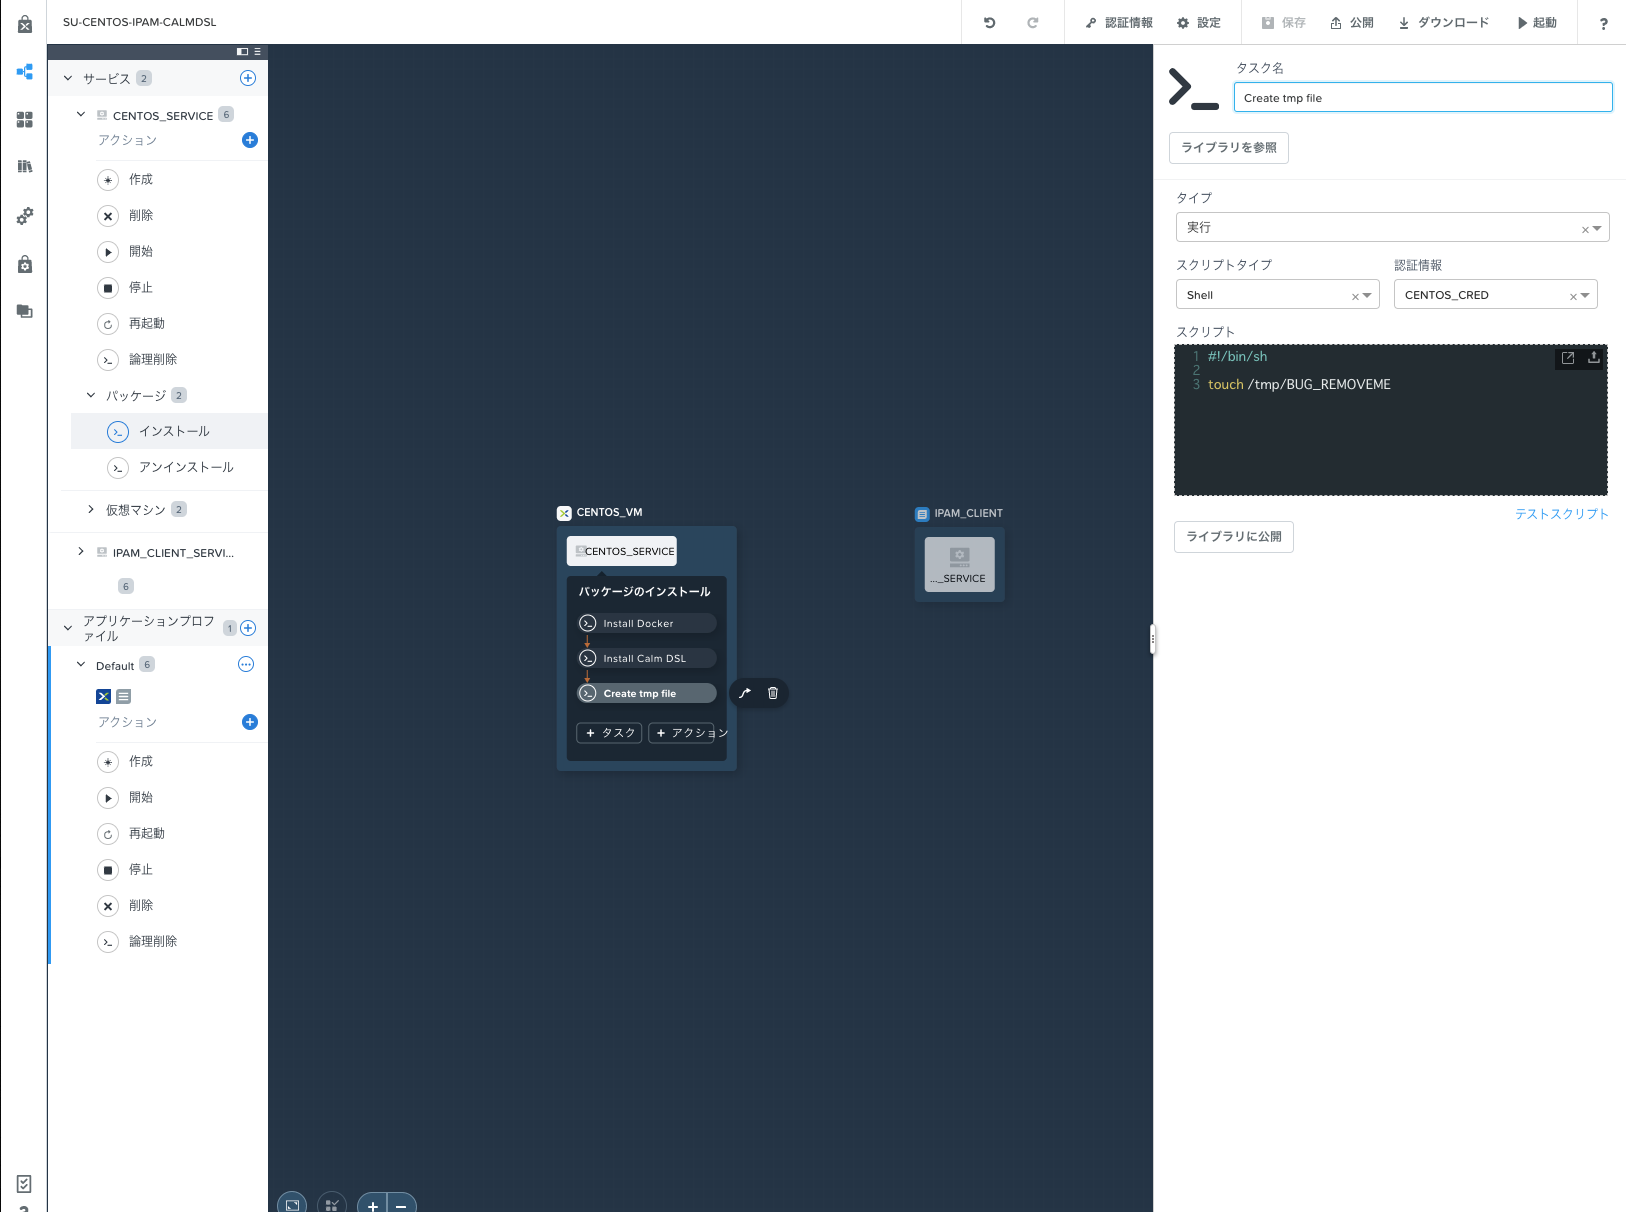 SU-CENTOS-IPAM-CALMDSL
認証情報
設定
保存
公開
ダウンロード
起動
?
サービス 2
CENTOS_SERVICE 6
アクション
作成
削除
開始
停止
再起動
論理削除
パッケージ 2
インストール
アンインストール
仮想マシン 2
IPAM_CLIENT_SERVI...
6
アプリケーションプロフ
ァイル 1
Default 6
アクション
作成
開始
再起動
停止
削除
論理削除
CENTOS_VM
CENTOS_SERVICE
パッケージのインストール
Install Docker
Install Calm DSL
Create tmp file
+ タスク
+ アクション
IPAM_CLIENT
..._SERVICE
タスク名
Create tmp file
ライブラリを参照
タイプ
実行
スクリプトタイプ
認証情報
Shell
CENTOS_CRED
スクリプト
1 #!/bin/sh
2
3 touch /tmp/BUG_REMOVEME
テストスクリプト
ライブラリに公開